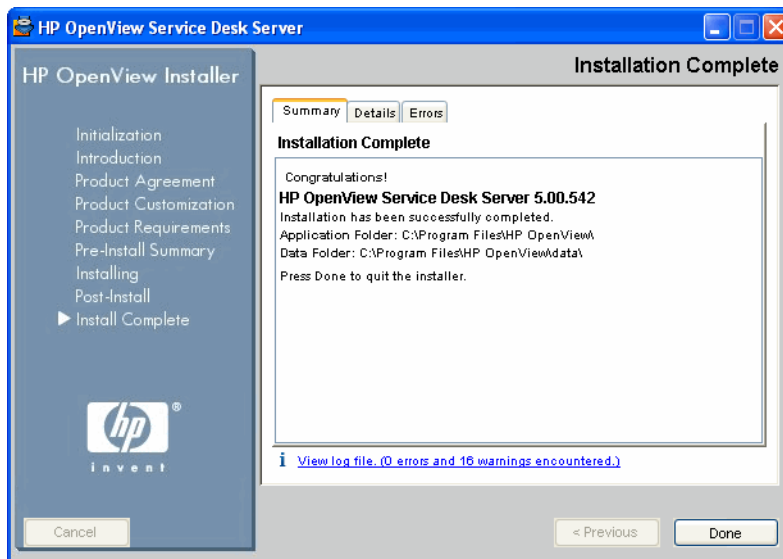 HP OpenView Service Desk Server
HP OpenView Installer
Initialization
Introduction
Product Agreement
Product Customization
Product Requirements
Pre-Install Summary
Installing
Post-Install
Install Complete
hp
®
invent
Cancel
Installation Complete
Summary
Details
Errors
Installation Complete
Congratulations!
HP OpenView Service Desk Server 5.00.542
Installation has been successfully completed.
Application Folder: C:\Program Files\HP OpenView\
Data Folder: C:\Program Files\HP OpenView\data\
Press Done to quit the installer.
i View log file. (0 errors and 16 warnings encountered.)
< Previous
Done